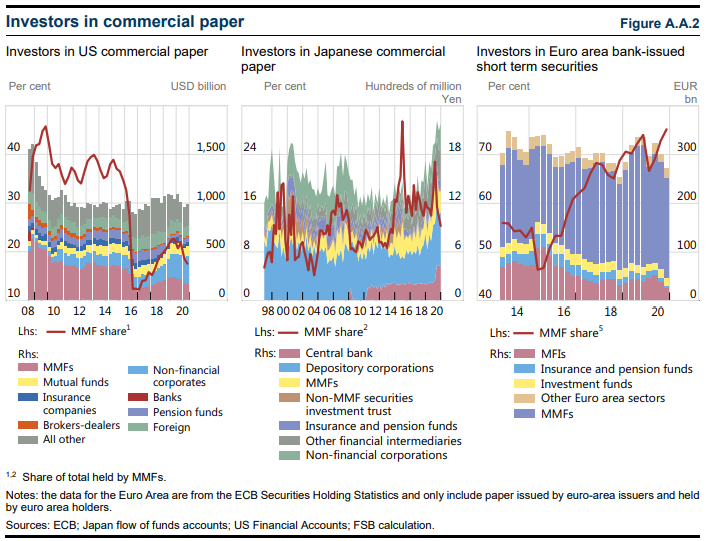 Investors in commercial paper
Figure A.A.2
Investors in US commercial paper
Per cent
USD billion
40
30
20
10
1,500
1,000
500
0
08 10 12 14 16 18 20
Lhs: MMF share1
Rhs:
MMFs
Mutual funds
Insurance
companies
Brokers-dealers
All other
Non-financial
corporates
Banks
Pension funds
Foreign
Investors in Japanese commercial
paper
Per cent
Hundreds of million
Yen
24
16
8
0
18
12
6
0
98 00 02 04 06 08 10 12 14 16 18 20
Lhs: MMF share2
Rhs: Central bank
Depository corporations
MMFs
Non-MMF securities
investment trust
Insurance and pension funds
Other financial intermediaries
Non-financial corporations
Investors in Euro area bank-issued
short term securities
Per cent
EUR
bn
70
60
50
40
300
200
100
0
14 16 18 20
Lhs: MMF share5
Rhs: MFIs
Insurance and pension funds
Investment funds
Other Euro area sectors
MMFs
1,2 Share of total held by MMFs.
Notes: the data for the Euro Area are from the ECB Securities Holding Statistics and only include paper issued by euro-area issuers and held
by euro area holders.
Sources: ECB; Japan flow of funds accounts; US Financial Accounts; FSB calculation.